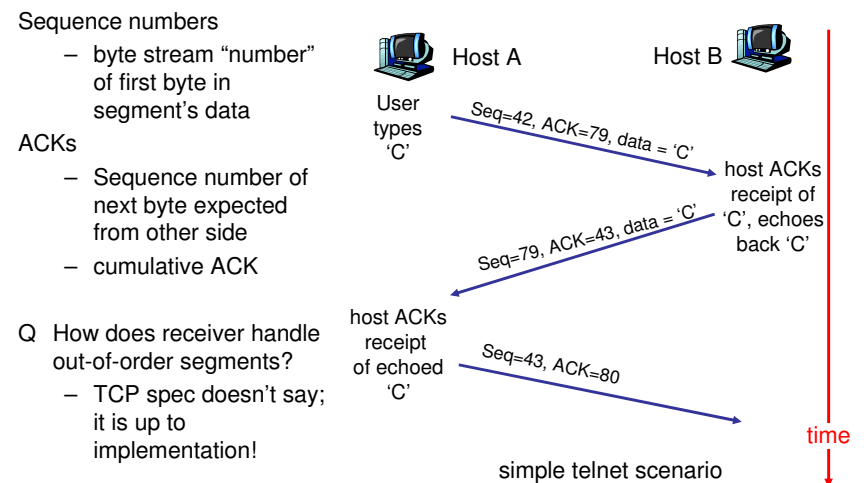 Sequence numbers
– byte stream “number”
of first byte in
segment’s data
ACKs
– Sequence number of
next byte expected
from other side
– cumulative ACK
Q How does receiver handle
out-of-order segments?
– TCP spec doesn’t say;
it is up to
implementation!
Host A
Host B
User
types
‘C’
Seq=42, ACK=79, data = ‘C’
host ACKs
receipt of
‘C’, echoes
back ‘C’
Seq=79, ACK=43, data = ‘C’
host ACKs
receipt
of echoed
‘C’
Seq=43, ACK=80
time
simple telnet scenario